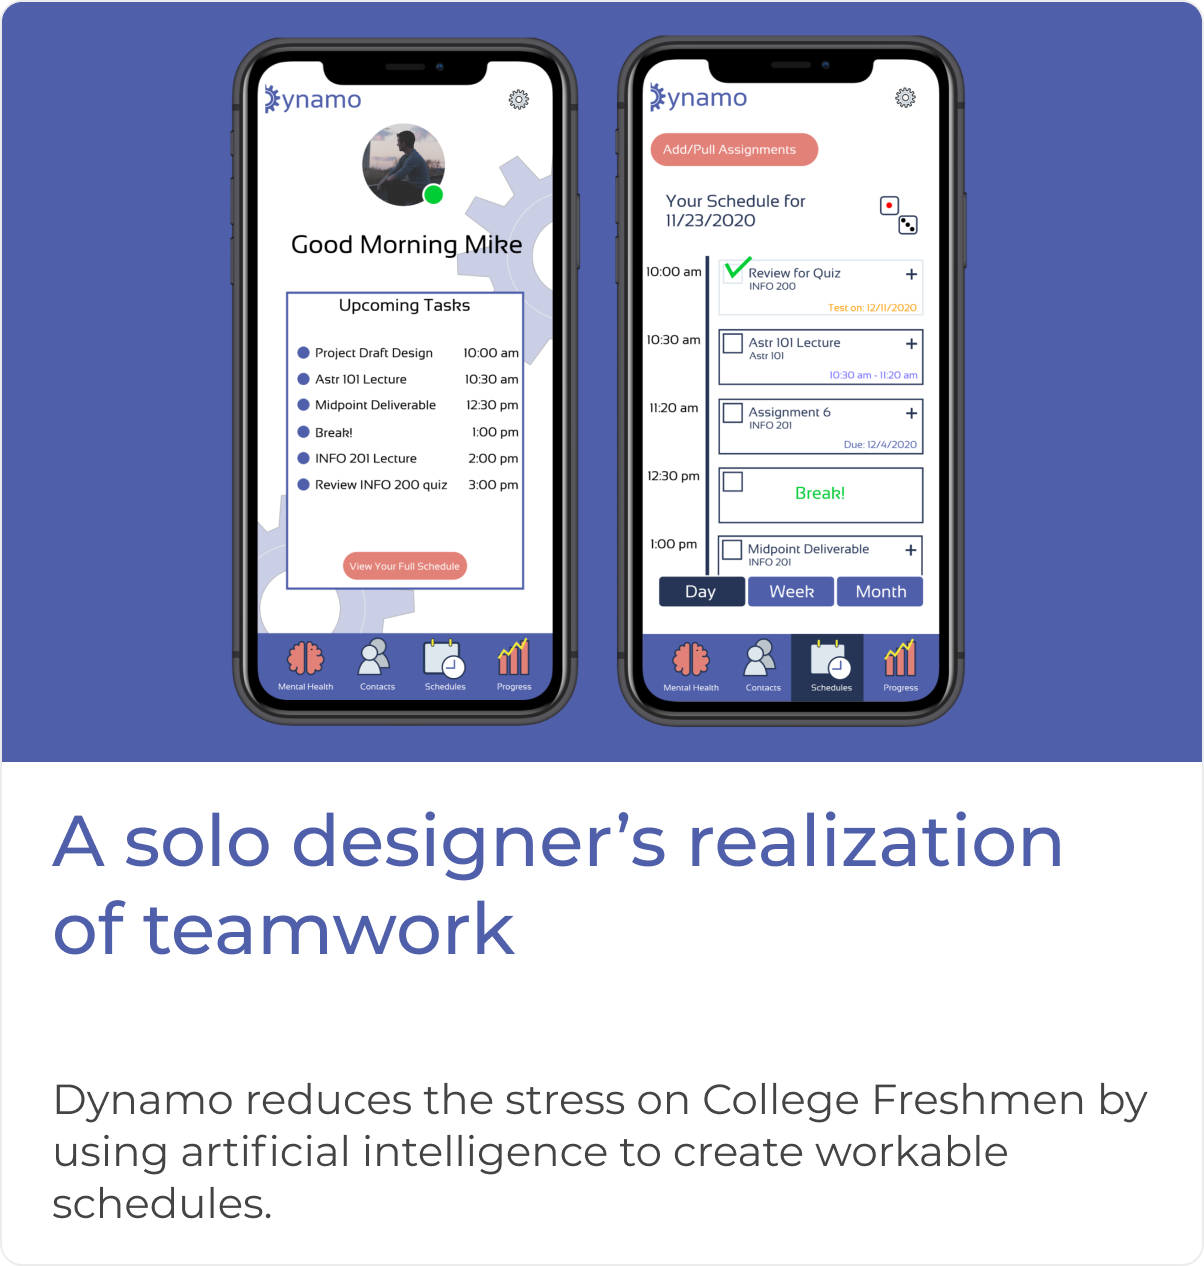 Dynamo
Good Morning Mike
Upcoming Tasks
Project Draft Design 10:00 am
Astr 101 Lecture 10:30 am
Midpoint Deliverable 12:30 pm
Break! 1:00 pm
INFO 201 Lecture 2:00 pm
Review INFO 200 quiz 3:00 pm
View Your Full Schedule
Mental Health Contacts Schedules Progress
Dynamo
Add/Pull Assignments
Your Schedule for
11/23/2020
10:00 am Review for Quiz +
INFO 200
Test on: 12/11/2020
10:30 am Astr 101 Lecture +
Astr 101
10:30 am - 11:20 am
11:20 am Assignment 6 +
INFO 201
Due: 12/4/2020
12:30 pm Break!
1:00 pm Midpoint Deliverable +
INFO 201
Day Week Month
Mental Health Contacts Schedules Progress
A solo designer’s realization
of teamwork
Dynamo reduces the stress on College Freshmen by
using artificial intelligence to create workable
schedules.